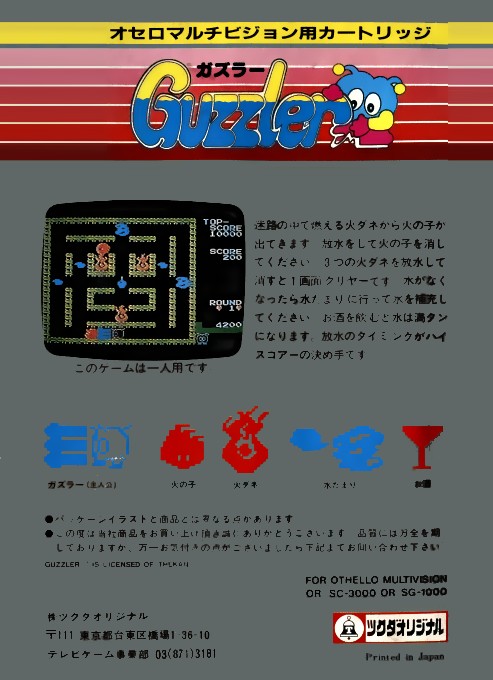 オセロマルチビジョン用カートリッジ
ガズラー
Guzzler
TOP-
SCORE
10000
SCORE
200
ROUND
1
4200
このゲームは一人用です
迷路の中で燃える火ダネから火の子が
出てきます 放水をして火の子を消し
てください 3つの火ダネを放水して
消すと1画面クリヤーです 水がなく
なったら水たまりに行って水を補充し
てください お酒を飲むと水は満タン
になります。放水のタイミングがハイ
スコアーの決め手です
ガズラー(主人公)
火の子
火ダネ
水たまり
お酒
●パッケージイラストと商品とは異なる点があります
●この度は当社商品をお買い上げ頂き誠にありがとうございます 品質には万全を期
しておりますが、万一お気付きの点がございましたら下記までお問い合わせ下さい
GUZZLER IS LICENSED OF
FOR OTHELLO MULTIVISION
OR SC-3000 OR SG-1000
㈱ツクダオリジナル
〒111 東京都台東区橋場1-36-10
テレビゲーム事業部 03(871)3181
ツクダオリジナル
Printed in Japan